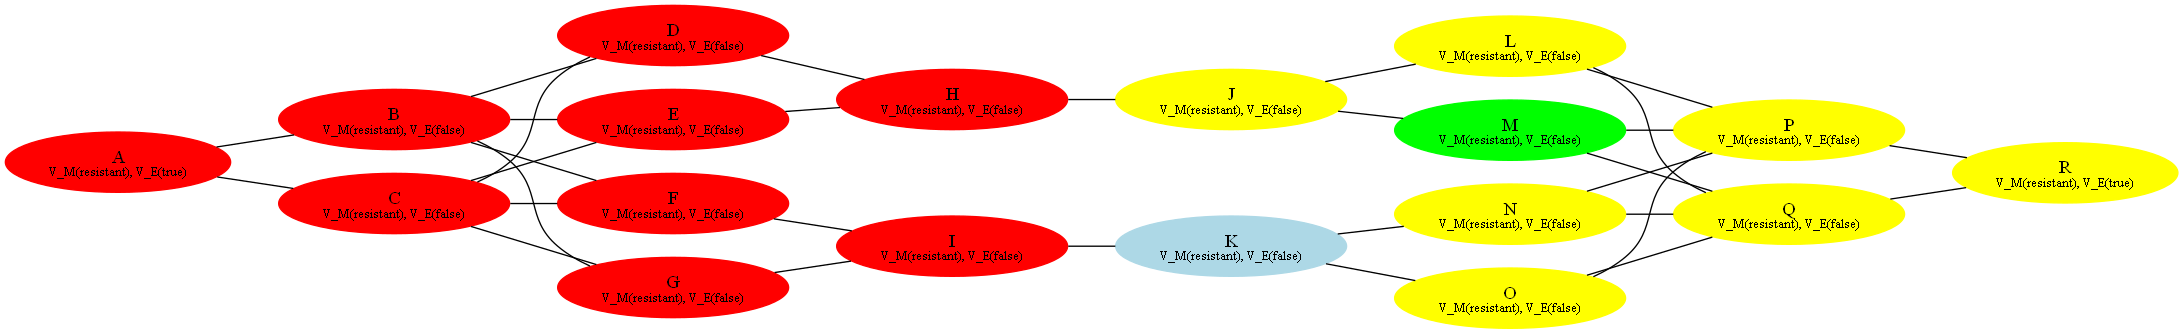 A
V_M(resistant), V_E(true)
B
V_M(resistant), V_E(false)
C
V_M(resistant), V_E(false)
D
V_M(resistant), V_E(false)
E
V_M(resistant), V_E(false)
F
V_M(resistant), V_E(false)
G
V_M(resistant), V_E(false)
H
V_M(resistant), V_E(false)
I
V_M(resistant), V_E(false)
J
V_M(resistant), V_E(false)
K
V_M(resistant), V_E(false)
L
V_M(resistant), V_E(false)
M
V_M(resistant), V_E(false)
N
V_M(resistant), V_E(false)
O
V_M(resistant), V_E(false)
P
V_M(resistant), V_E(false)
Q
V_M(resistant), V_E(false)
R
V_M(resistant), V_E(true)